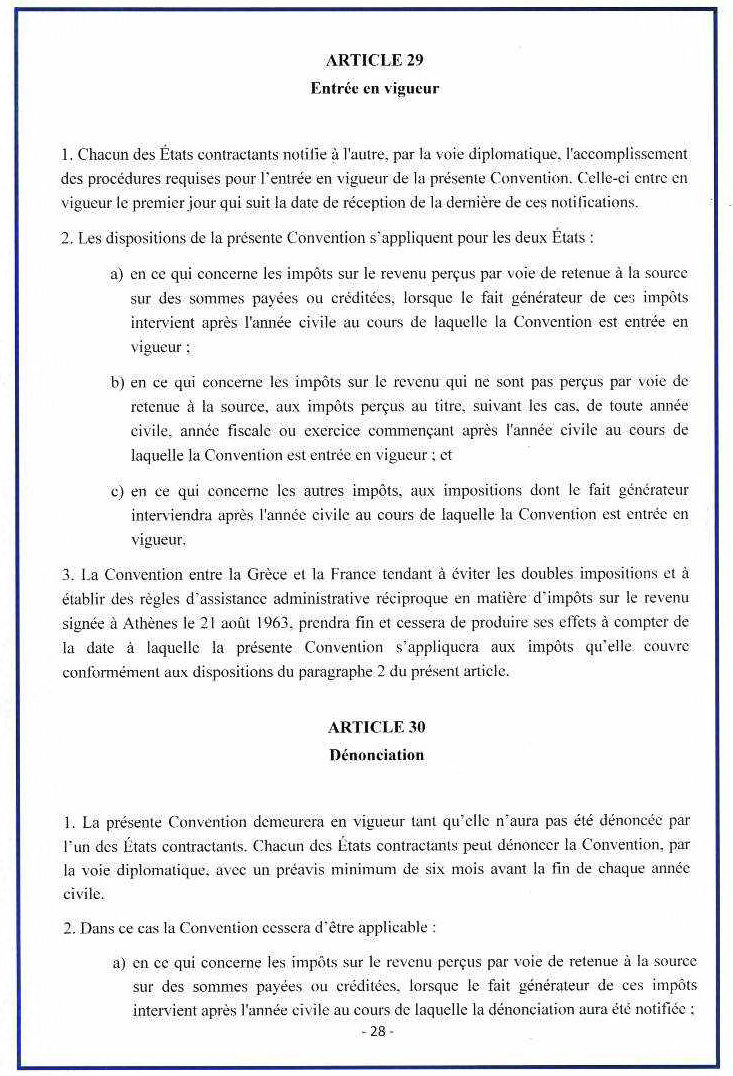 ARTICLE 29
Entrée en vigueur
1. Chacun des États contractants notifie à l'autre, par la voie diplomatique, l'accomplissement
des procédures requises pour l'entrée en vigueur de la présente Convention. Celle-ci entre en
vigueur le premier jour qui suit la date de réception de la dernière de ces notifications.
2. Les dispositions de la présente Convention s'appliquent pour les deux États :
a) en ce qui concerne les impôts sur le revenu perçus par voie de retenue à la source
sur des sommes payées ou créditées, lorsque le fait générateur de ces impôts
intervient après l'année civile au cours de laquelle la Convention est entrée en
vigueur ;
b) en ce qui concerne les impôts sur le revenu qui ne sont pas perçus par voie de
retenue à la source, aux impôts perçus au titre, suivant les cas, de toute année
civile, année fiscale ou exercice commençant après l'année civile au cours de
laquelle la Convention est entrée en vigueur ; et
c) en ce qui concerne les autres impôts, aux impositions dont le fait générateur
interviendra après l'année civile au cours de laquelle la Convention est entrée en
vigueur.
3. La Convention entre la Grèce et la France tendant à éviter les doubles impositions et à
établir des règles d'assistance administrative réciproque en matière d'impôts sur le revenu
signée à Athènes le 21 août 1963, prendra fin et cessera de produire ses effets à compter de
la date à laquelle la présente Convention s'appliquera aux impôts qu'elle couvre
conformément aux dispositions du paragraphe 2 du présent article.
ARTICLE 30
Dénonciation
1. La présente Convention demeurera en vigueur tant qu'elle n'aura pas été dénoncée par
l'un des États contractants. Chacun des États contractants peut dénoncer la Convention, par
la voie diplomatique, avec un préavis minimum de six mois avant la fin de chaque année
civile.
2. Dans ce cas la Convention cessera d'être applicable :
a) en ce qui concerne les impôts sur le revenu perçus par voie de retenue à la source
sur des sommes payées ou créditées, lorsque le fait générateur de ces impôts
intervient après l'année civile au cours de laquelle la dénonciation aura été notifiée ;
- 28 -